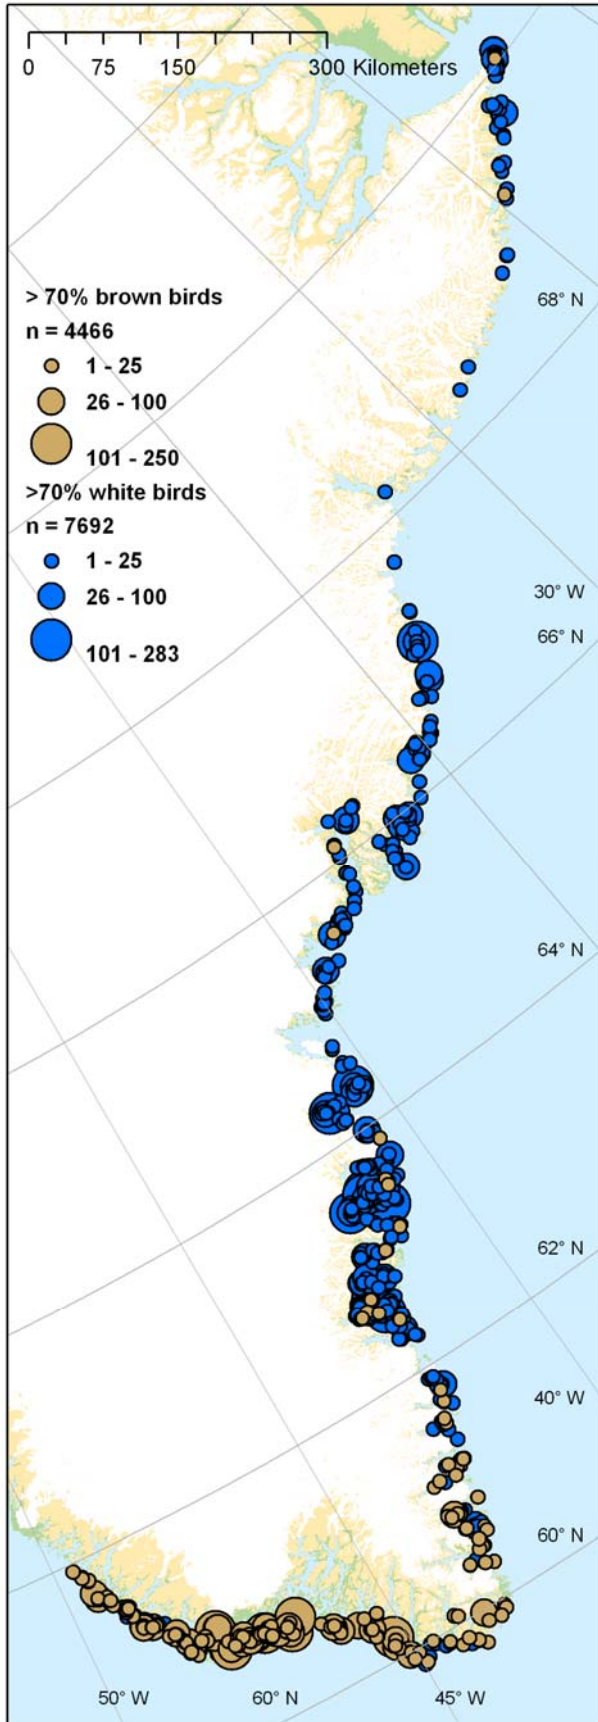 0 75 150 300 Kilometers
> 70% brown birds
n = 4466
1 - 25
26 - 100
101 - 250
>70% white birds
n = 7692
1 - 25
26 - 100
101 - 283
68° N
30° W
66° N
64° N
62° N
40° W
60° N
50° W 60° N 45° W